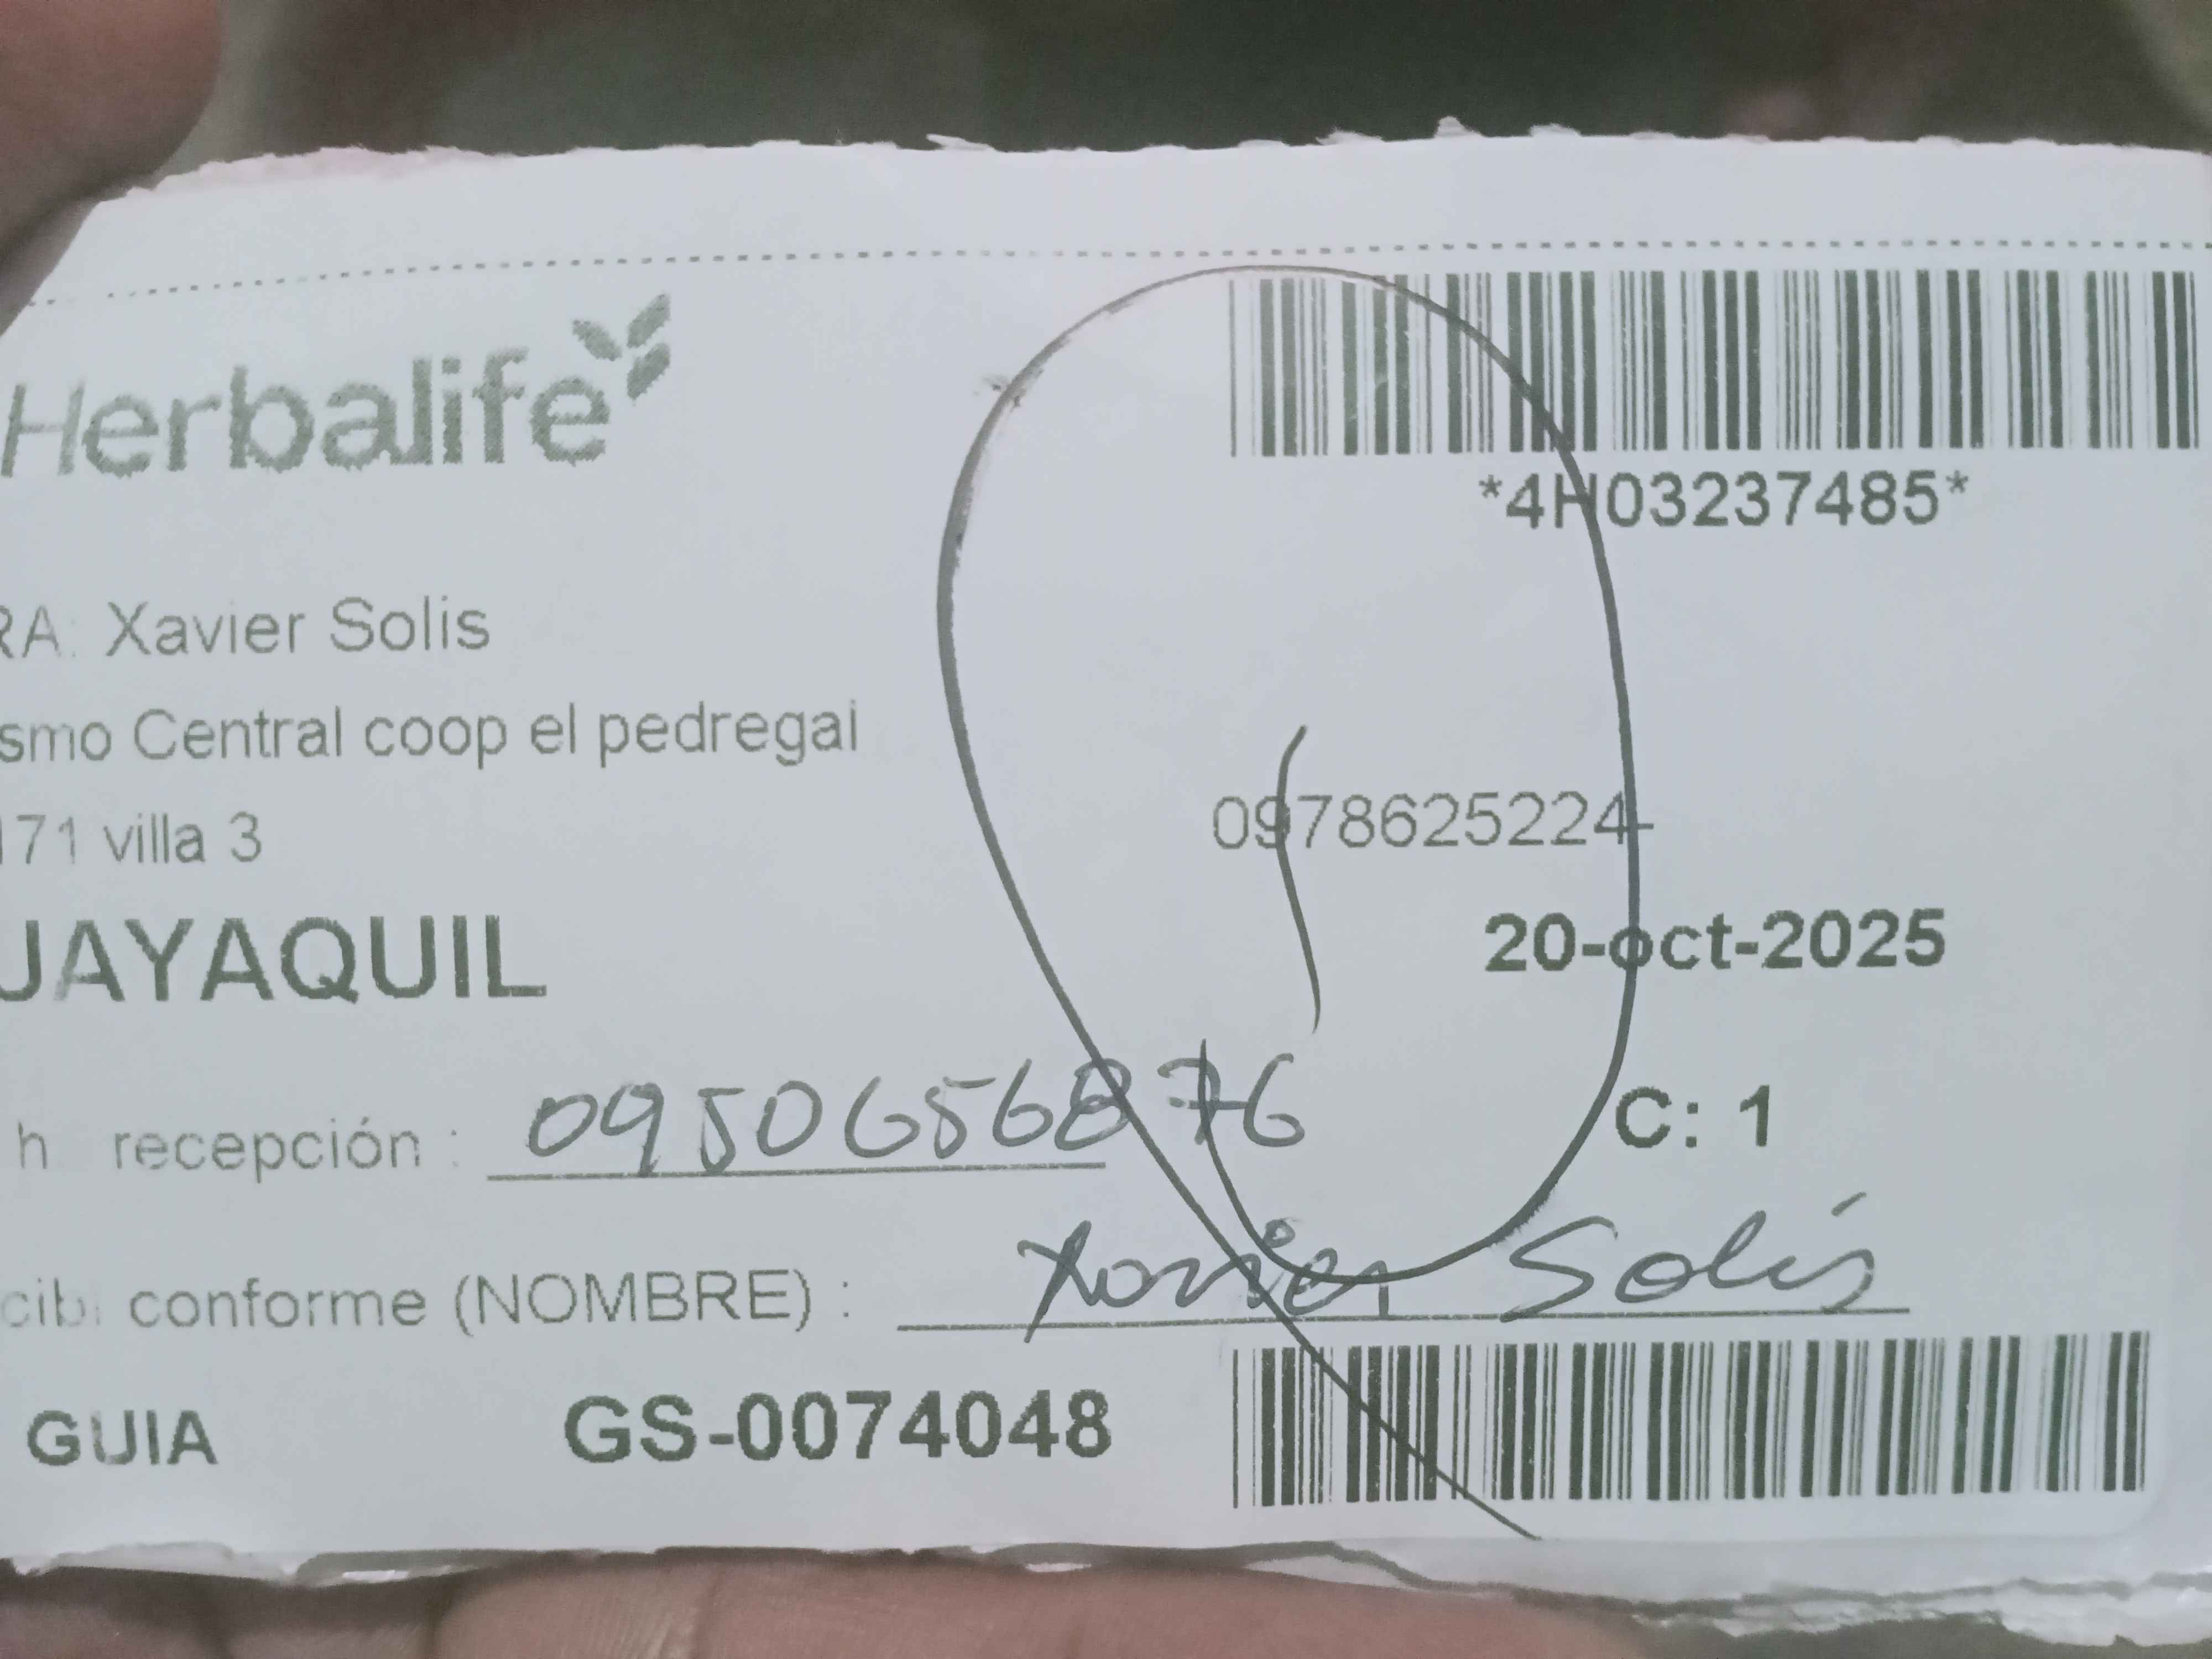 Herbalife
*4H03237485*
RA: Xavier Solis
smo Central coop el pedregal
171 villa 3
0978625224
UAYAQUIL
20-oct-2025
h recepción : 0950656876
C: 1
cibi conforme (NOMBRE) : Xavier Solis
GUIA GS-0074048